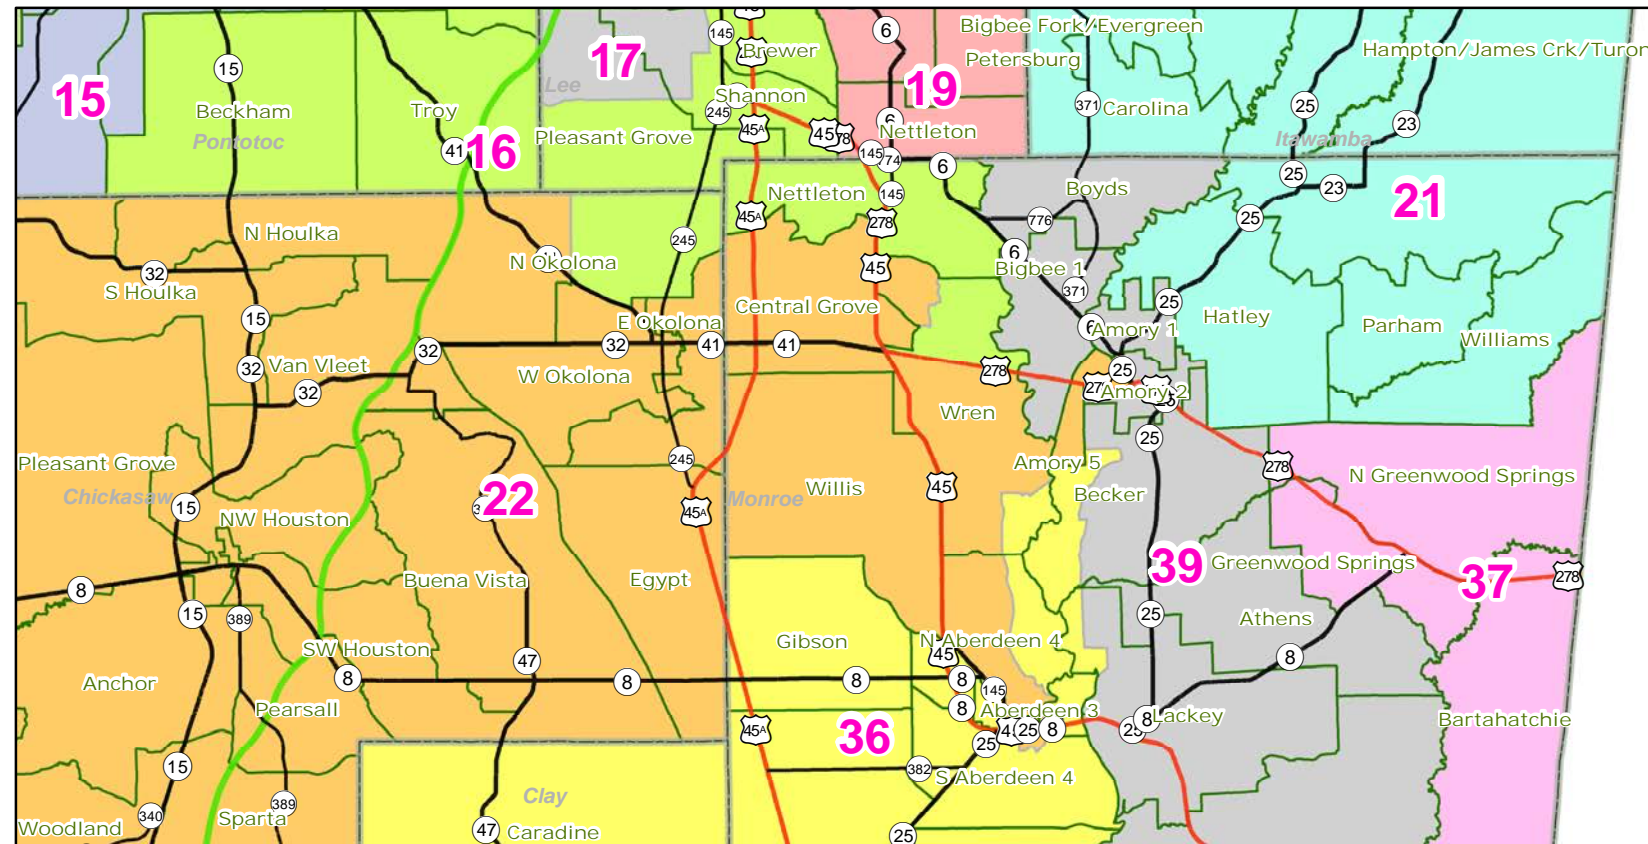 45
6
Bigbee Fork/Evergreen
145
Hampton/James Crk/Turon
Brewer
17
Petersburg
15
Lee
19
15
Shannon
371
Carolina
25
Beckham
Troy
245
45A
45
78
6
23
Pontotoc
41
16
Pleasant Grove
Nettleton
Itawamba
145
6
25
23
Nettleton
145
Boyds
21
45A
278
776
25
N Houlka
245
6
32
N Okolona
45
Bigbee 1
S Houlka
371
25
15
E Okolona
Central Grove
6
Amory 1
Hatley
Parham
Williams
32
32
41
41
32
Van Vleet
W Okolona
278
25
32
Amory 2
Wren
25
Pleasant Grove
245
Amory 5
278
N Greenwood Springs
Chickasaw
22
Willis
45
Becker
15
Monroe
NW Houston
45A
39
Greenwood Springs
37
278
8
Buena Vista
Egypt
15
389
25
Athens
SW Houston
Gibson
N Aberdeen 4
45
8
47
Anchor
8
8
8
8
145
Pearsall
8
Aberdeen 3
Lackey
Bartahatchie
45A
36
25
8
25
8
25
15
382
S Aberdeen 4
Clay
340
Sparta
389
Woodland
47
Caradine
25